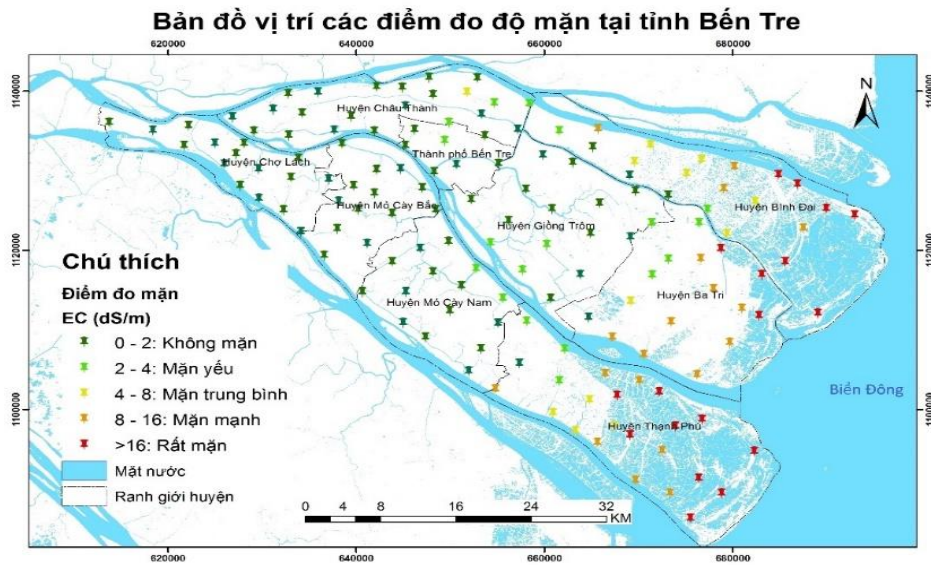 Bản đồ vị trí các điểm đo độ mặn tại tỉnh Bến Tre
620000 640000 660000 680000
1140000 1140000
N
Huyện Châu Thành
Thành phố Bến Tre
Huyện Chợ Lách
Huyện Mỏ Cày Bắc
Huyện Giồng Trôm
Huyện Bình Đại
1120000 1120000
Huyện Mỏ Cày Nam
Huyện Ba Tri
Chú thích
Điểm đo mặn
EC (dS/m)
0 - 2: Không mặn
2 - 4: Mặn yếu
4 - 8: Mặn trung bình
8 - 16: Mặn mạnh
>16: Rất mặn
Mặt nước
Ranh giới huyện
Biển Đông
1100000 1100000
Huyện Thạnh Phú
0 4 8 16 24 32
KM
620000 640000 660000 680000